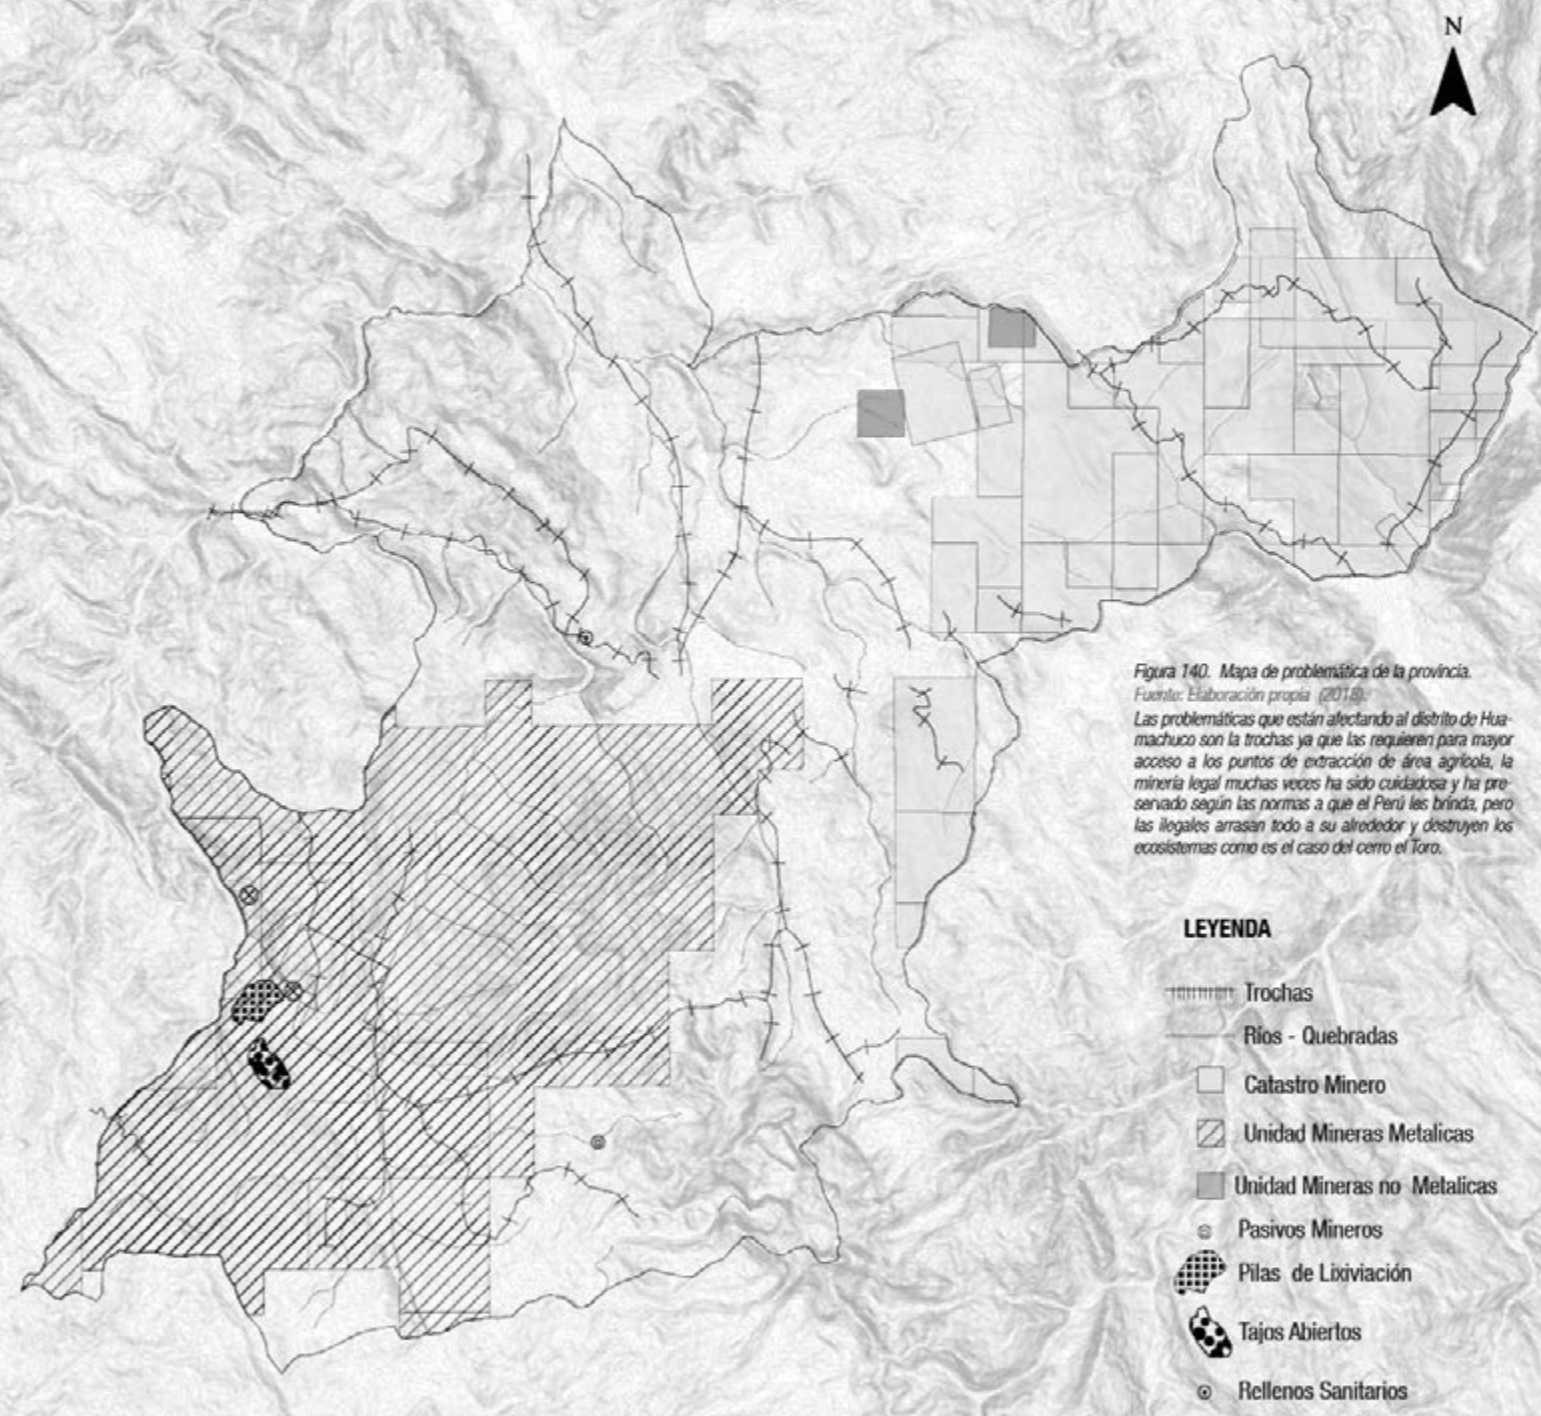 N
Figura 140. Mapa de problemática de la provincia.
Fuente: Elaboración propia (2018).
Las problemáticas que están afectando al distrito de Hua-
machuco son la trochas ya que las requieren para mayor
acceso a los puntos de extracción de área agrícola, la
minería legal muchas veces ha sido cuidadosa y ha pre-
servado según las normas a que el Perú les brinda, pero
las ilegales arrasan todo a su alrededor y destruyen los
ecosistemas como es el caso del cerro el Toro.
LEYENDA
Trochas
Ríos - Quebradas
Catastro Minero
Unidad Mineras Metalicas
Unidad Mineras no Metalicas
Pasivos Mineros
Pilas de Lixiviación
Tajos Abiertos
Rellenos Sanitarios